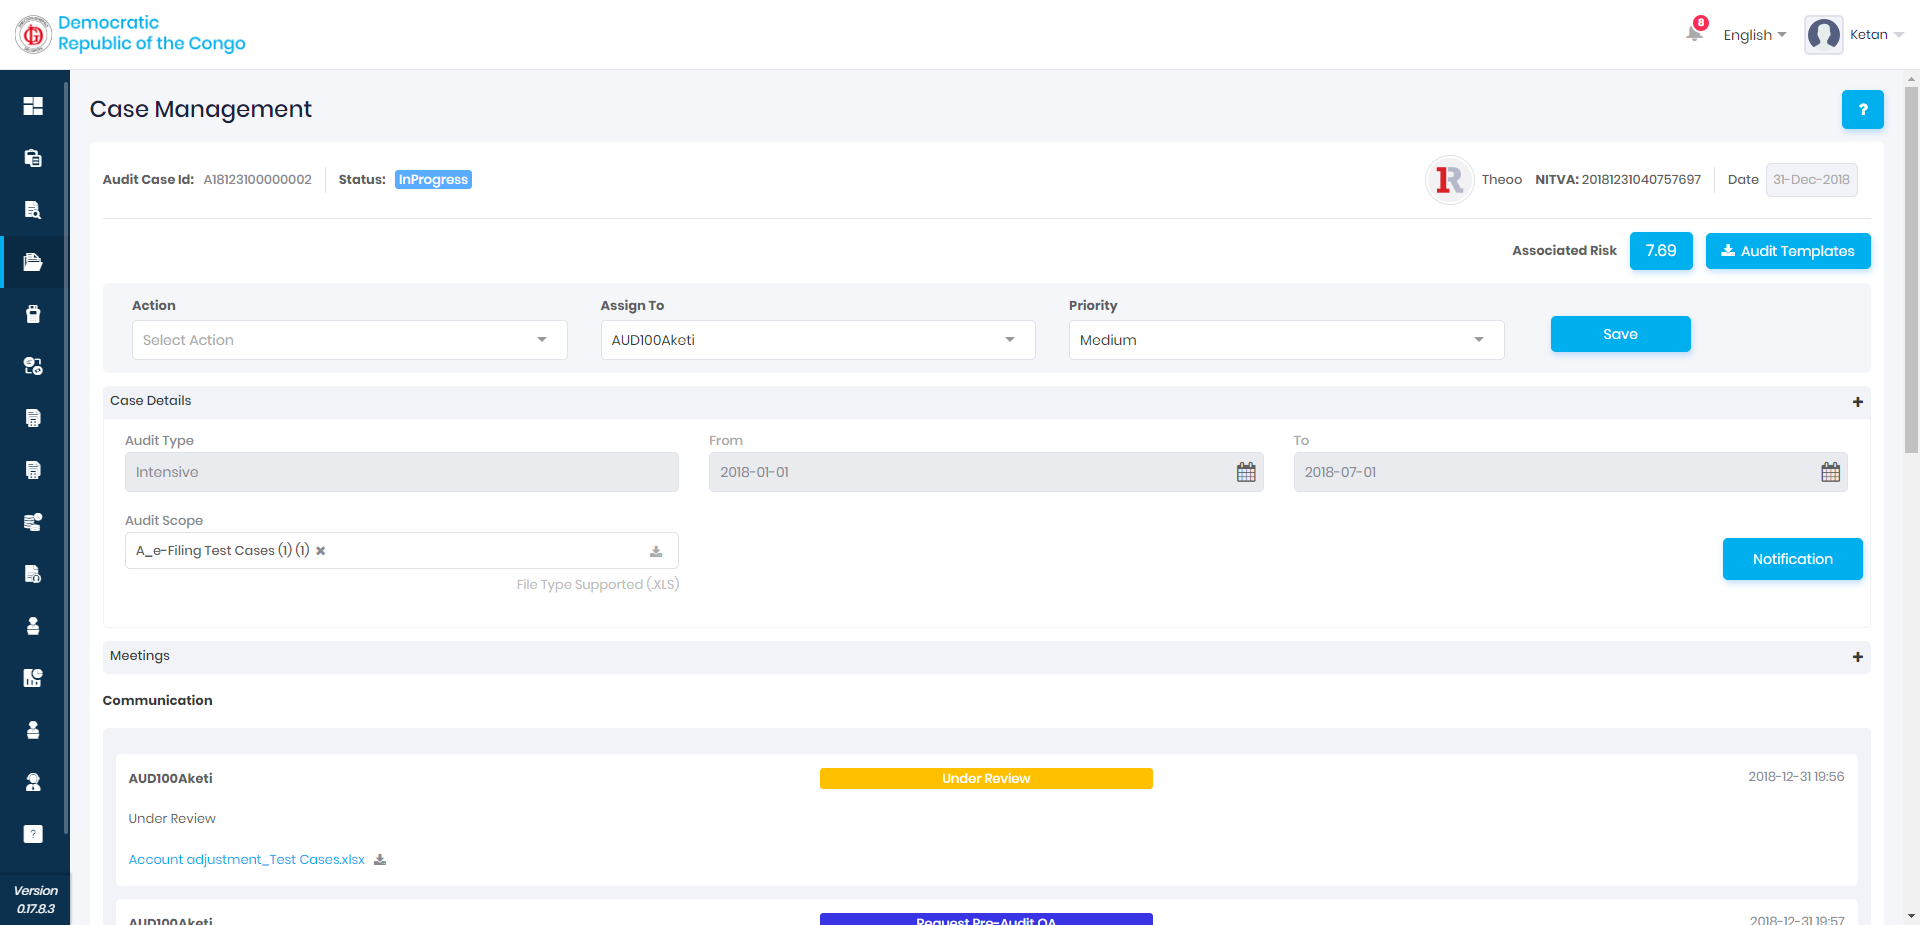 Democratic
Republic of the Congo
8
English
Ketan
Case Management
?
Audit Case Id: A18123100000002
Status: InProgress
1R
Theoo
NITVA: 20181231040757697
Date
31-Dec-2018
Associated Risk
7.69
Audit Templates
Action
Assign To
Priority
Select Action
AUD100Aketi
Medium
Save
Case Details
+
Audit Type
From
To
Intensive
2018-01-01
2018-07-01
Audit Scope
A_e-Filing Test Cases (1) (1)
File Type Supported (.XLS)
Notification
Meetings
+
Communication
AUD100Aketi
Under Review
2018-12-31 19:56
Under Review
Account adjustment_Test Cases.xlsx
?
Version
0.17.8.3
AUD100Aketi
Request Pre-Audit QA
2018-12-31 19:57